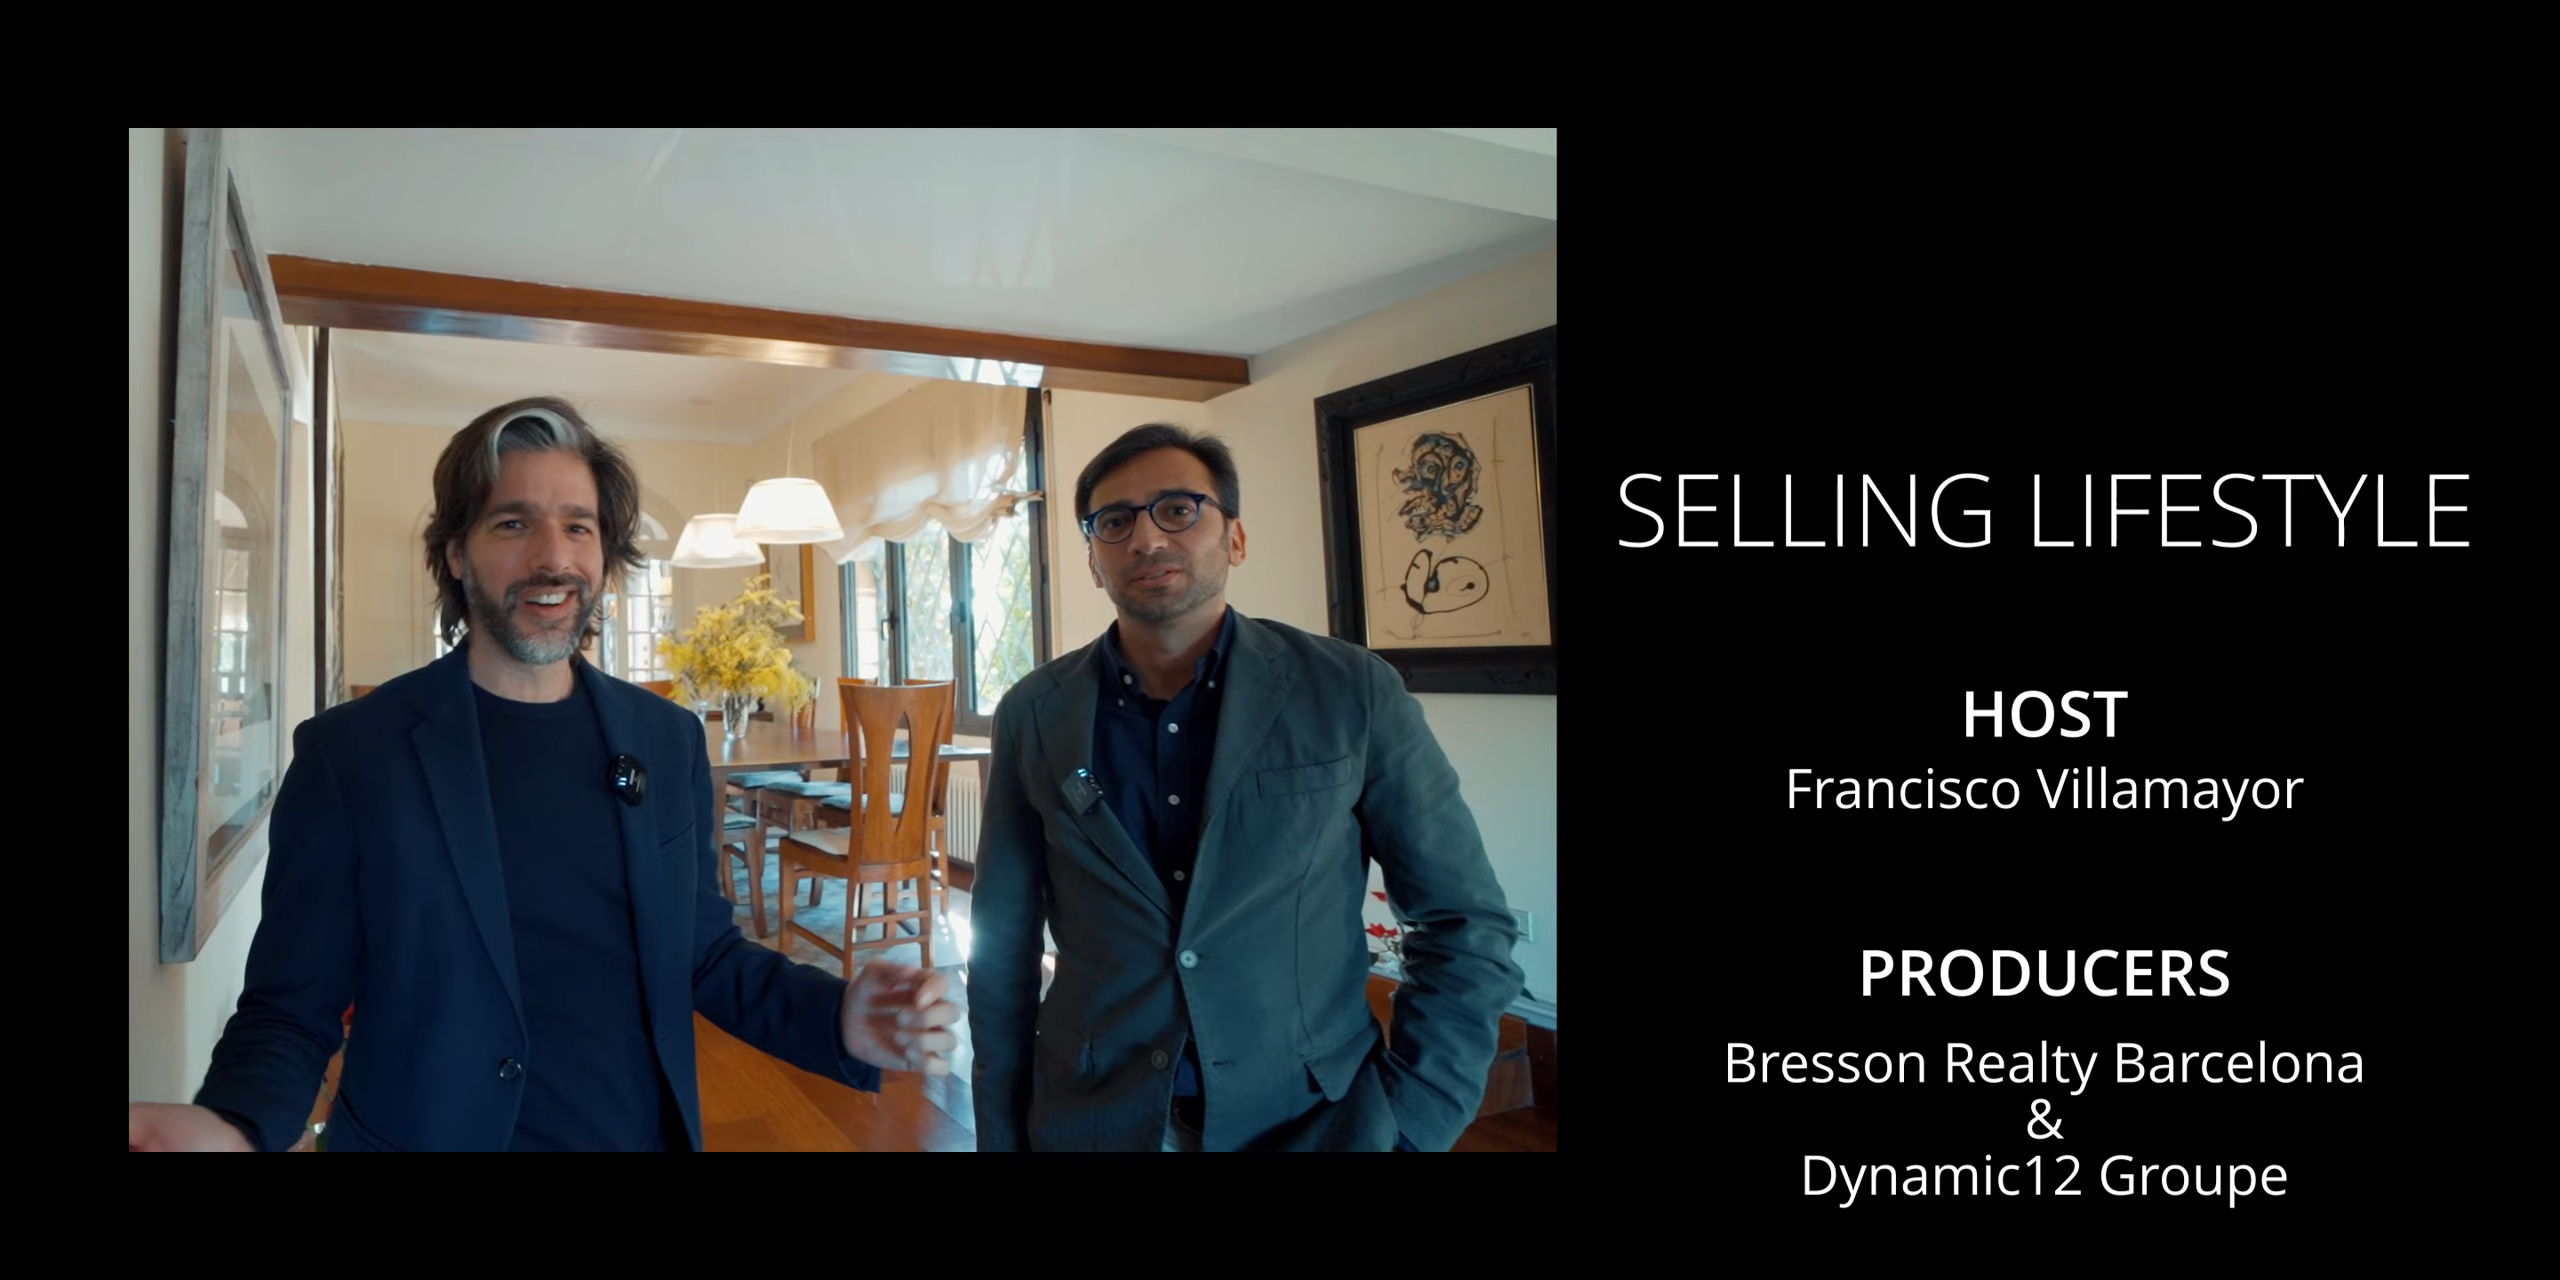 SELLING LIFESTYLE
HOST
Francisco Villamayor
PRODUCERS
Bresson Realty Barcelona
&
Dynamic12 Groupe